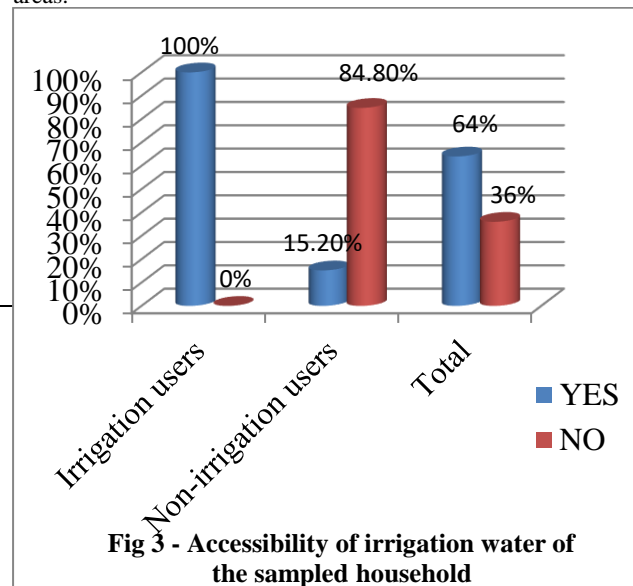 areas.
100%
84.80%
64%
36%
15.20%
0%
100%
90%
80%
70%
60%
50%
40%
30%
20%
10%
0%
Irrigation users
Non-irrigation users
Total
YES
NO
Fig 3 - Accessibility of irrigation water of
the sampled household